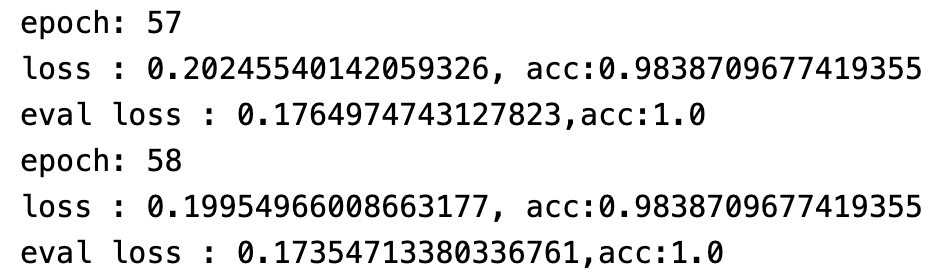 epoch: 57
loss : 0.20245540142059326, acc:0.9838709677419355
eval loss : 0.1764974743127823,acc:1.0
epoch: 58
loss : 0.19954966008663177, acc:0.9838709677419355
eval loss : 0.17354713380336761,acc:1.0